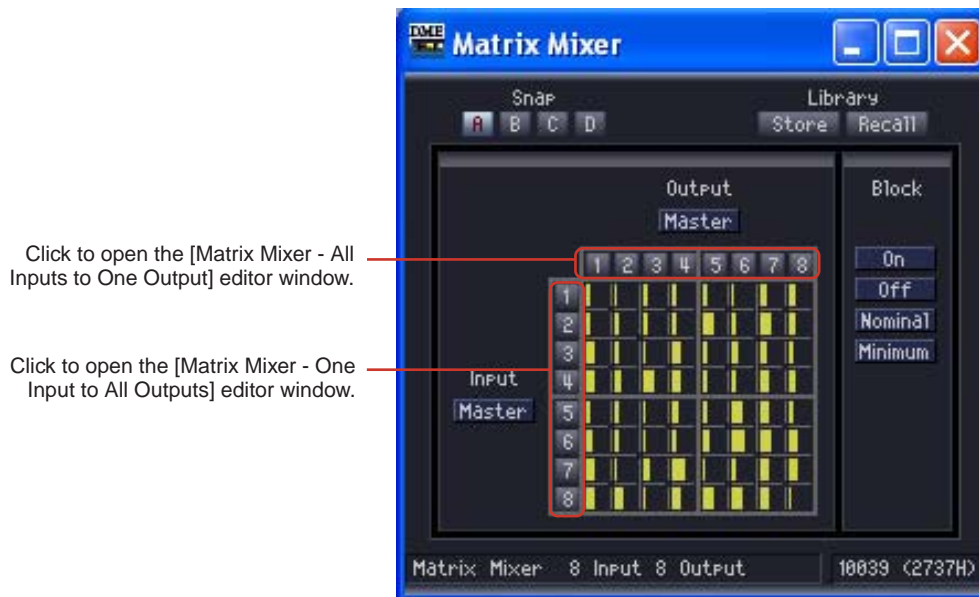 DME
Matrix Mixer
Snap
Library
A B C D
Store Recall
Output
Block
Master
Click to open the [Matrix Mixer - All
Inputs to One Output] editor window.
1 2 3 4 5 6 7 8
On
Off
Nominal
Minimum
1
2
3
4
5
6
7
8
Click to open the [Matrix Mixer - One
Input to All Outputs] editor window.
Input
Master
Matrix Mixer 8 Input 8 Output
10039 (2737H)